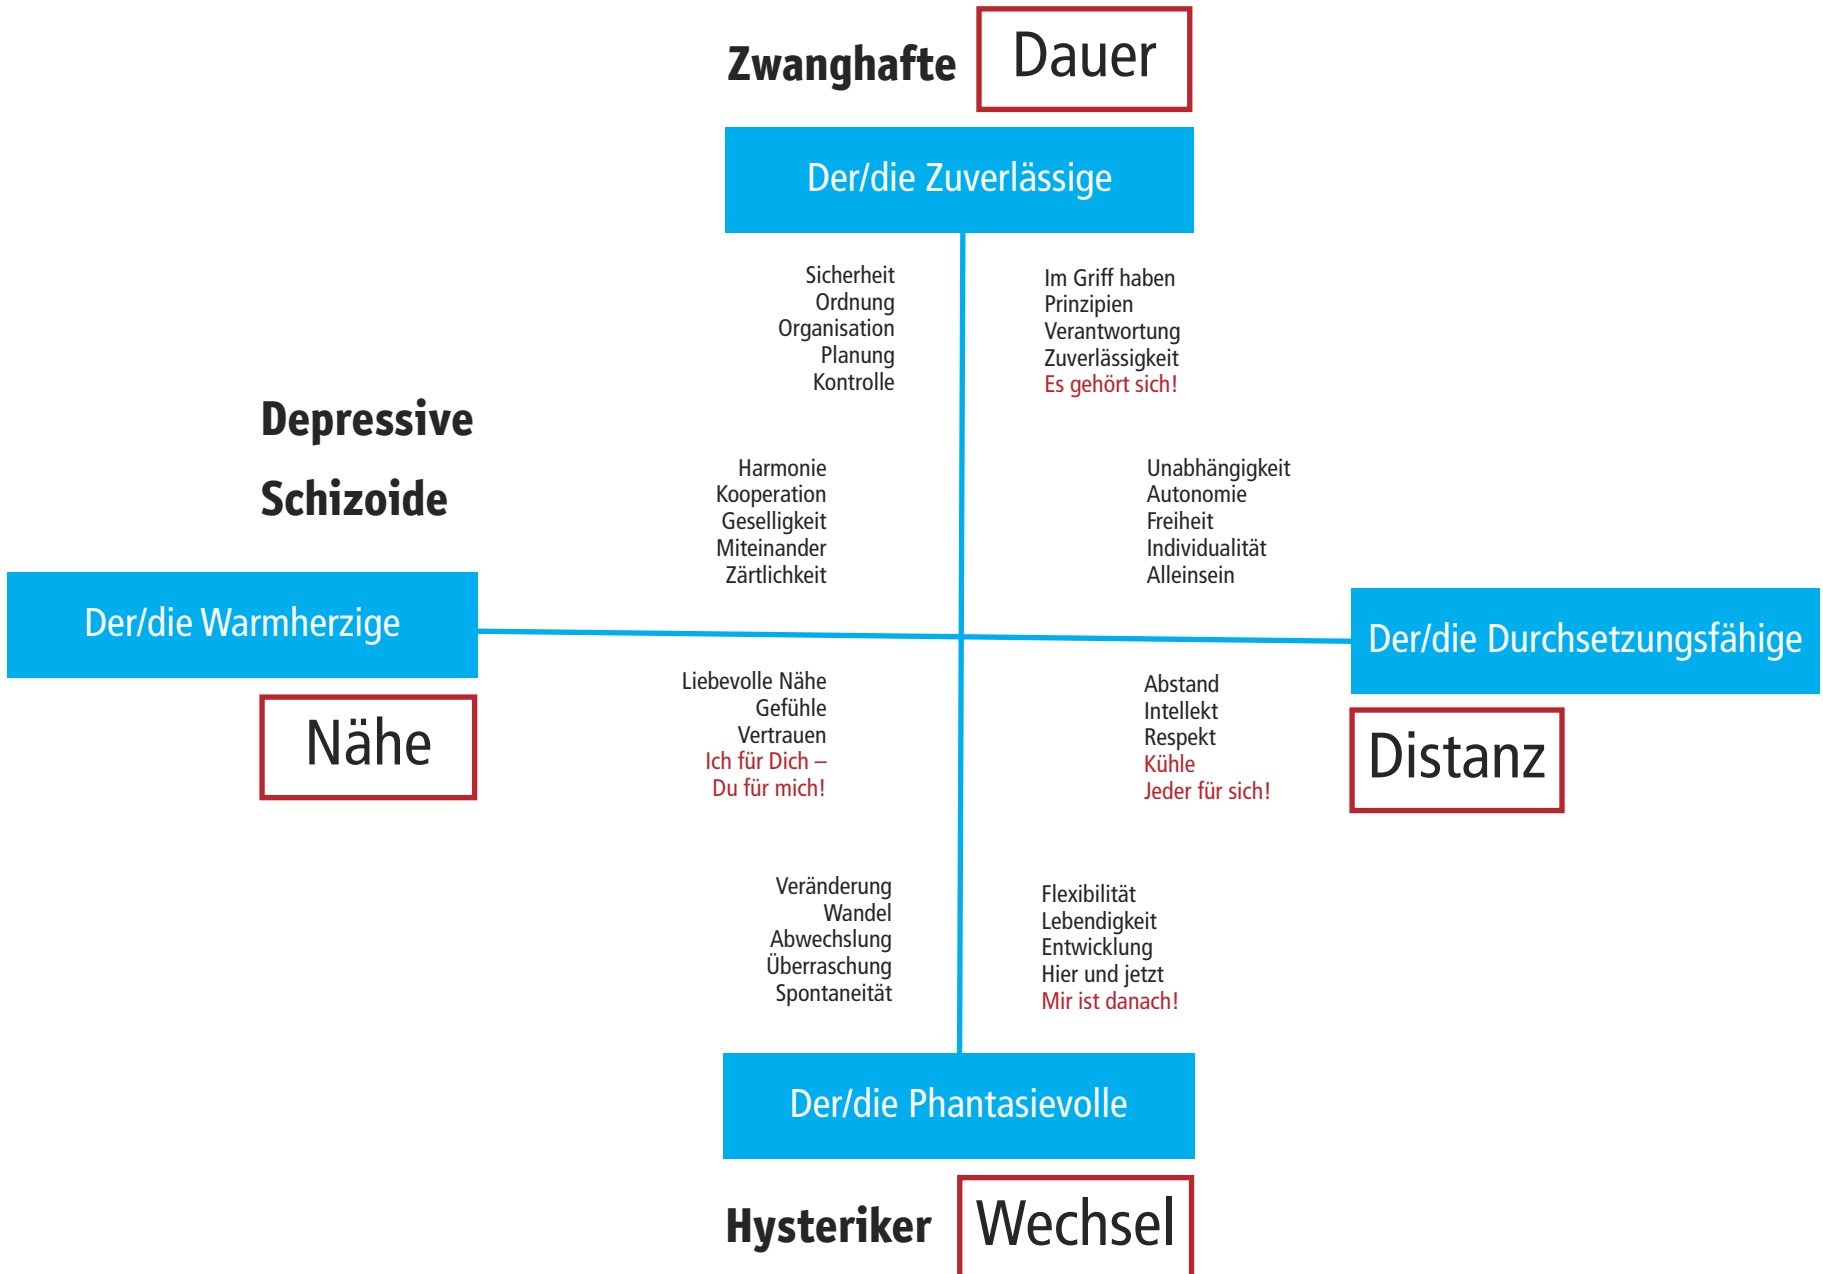 Zwanghafte
Dauer
Der/die Zuverlässige
Sicherheit
Ordnung
Organisation
Planung
Kontrolle
Im Griff haben
Prinzipien
Verantwortung
Zuverlässigkeit
Es gehört sich!
Depressive
Schizoide
Harmonie
Kooperation
Geselligkeit
Miteinander
Zärtlichkeit
Unabhängigkeit
Autonomie
Freiheit
Individualität
Alleinsein
Der/die Warmherzige
Der/die Durchsetzungsfähige
Nähe
Liebevolle Nähe
Gefühle
Vertrauen
Ich für Dich –
Du für mich!
Abstand
Intellekt
Respekt
Kühle
Jeder für sich!
Distanz
Veränderung
Wandel
Abwechslung
Überraschung
Spontaneität
Flexibilität
Lebendigkeit
Entwicklung
Hier und jetzt
Mir ist danach!
Der/die Phantasievolle
Hysteriker
Wechsel